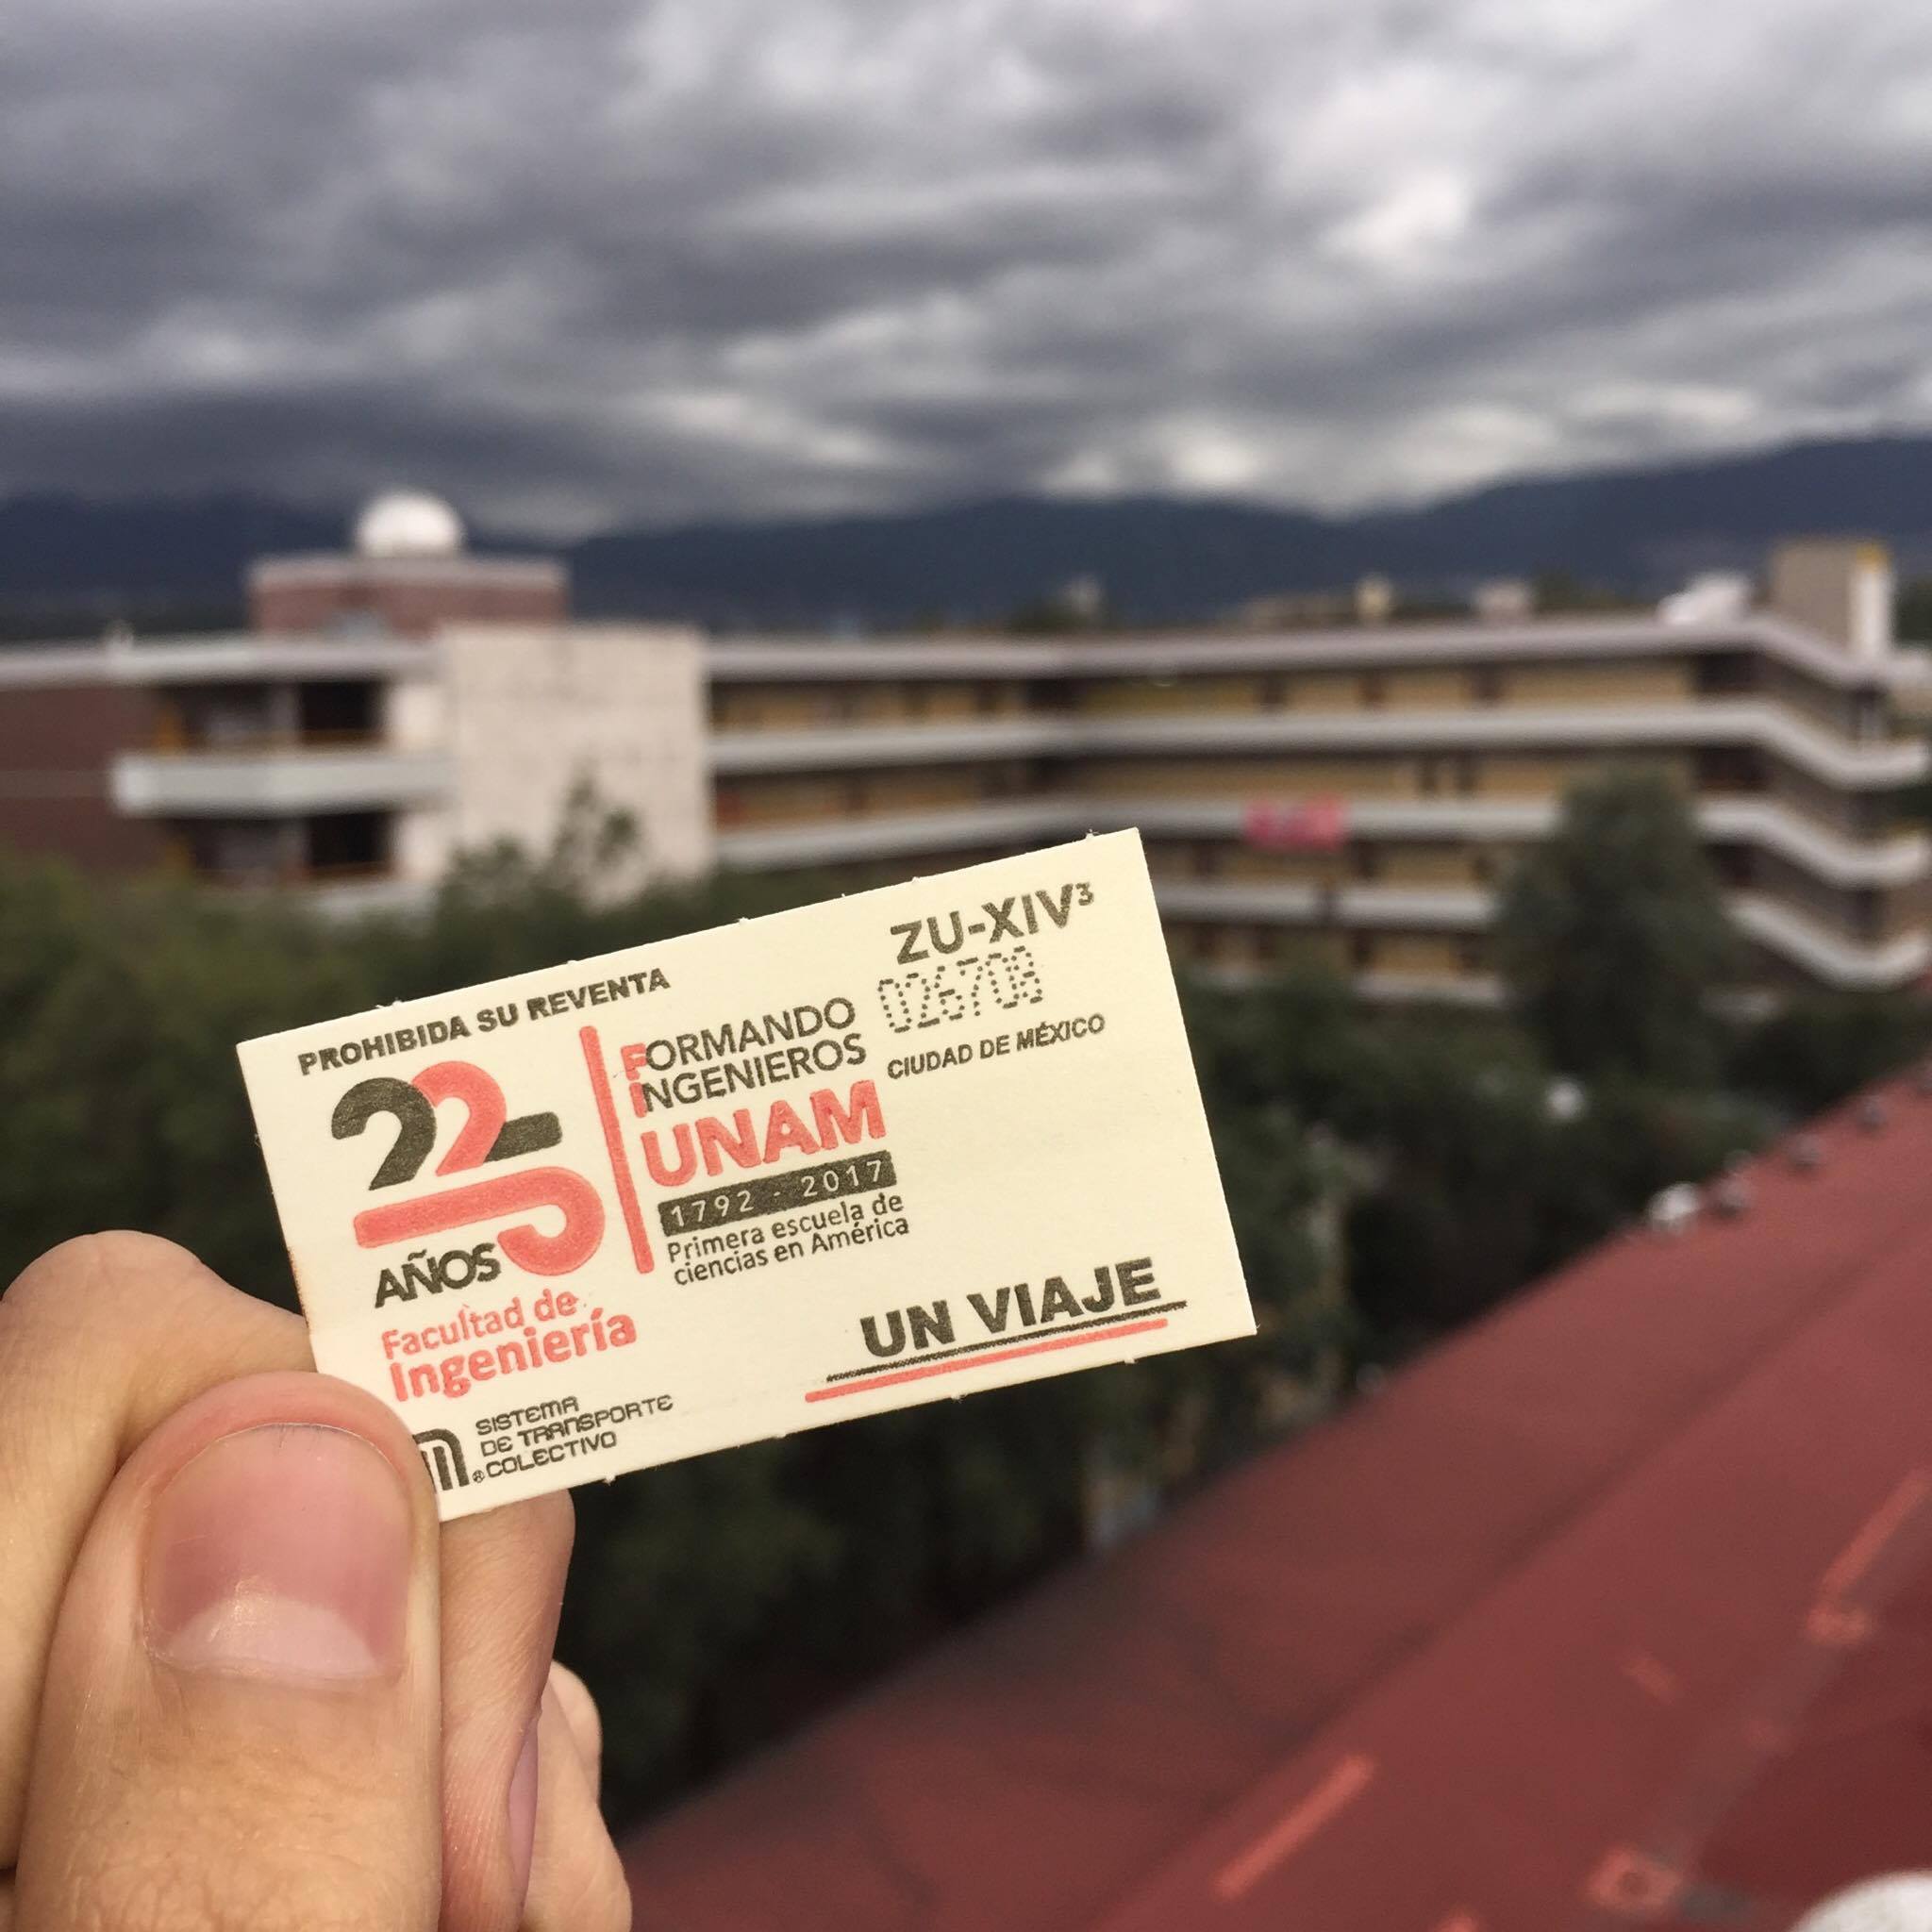 PROHIBIDA SU REVENTA
ZU-XIV³
026708
CIUDAD DE MÉXICO
225
AÑOS
Facultad de
Ingeniería
FORMANDO
INGENIEROS
UNAM
1792 - 2017
Primera escuela de
ciencias en América
UN VIAJE
SISTEMA
DE TRANSPORTE
®COLECTIVO